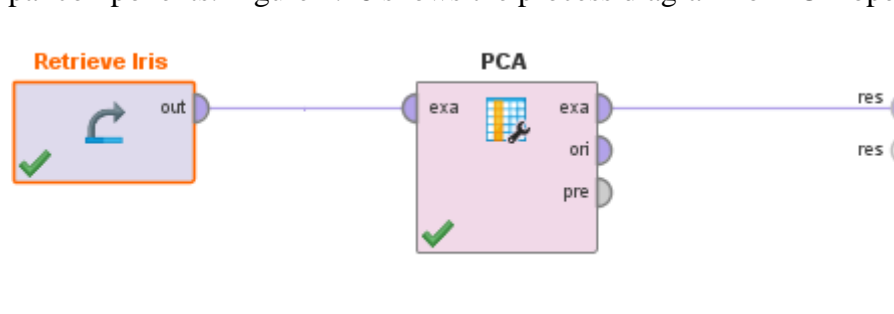 Retrieve Iris
PCA
out
exa
exa
res
ori
res
pre